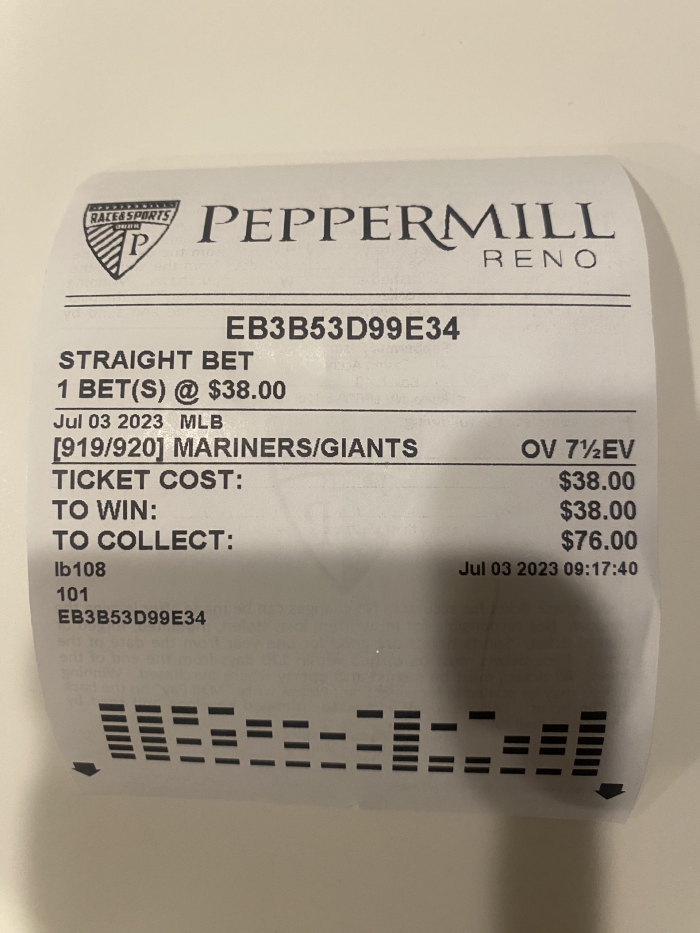 RACE & SPORTS
P
PEPPERMILL
RENO
EB3B53D99E34
STRAIGHT BET
1 BET(S) @ $38.00
Jul 03 2023 MLB
[919/920] MARINERS/GIANTS OV 7½EV
TICKET COST: $38.00
TO WIN: $38.00
TO COLLECT: $76.00
lb108 Jul 03 2023 09:17:40
101
EB3B53D99E34